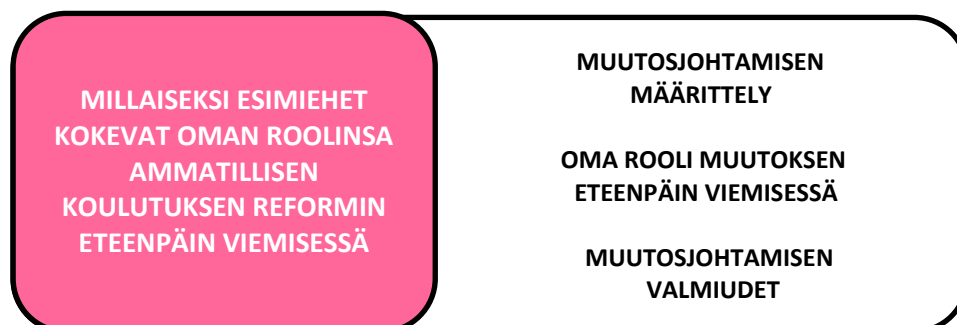 MILLAISEKSI ESIMIEHET
KOKEVAT OMAN ROOLINSA
AMMATILLISEN
KOULUTUKSEN REFORMIN
ETEENPÄIN VIEMISESSÄ
MUUTOSJOHTAMISEN
MÄÄRITTELY
OMA ROOLI MUUTOKSEN
ETEENPÄIN VIEMISESSÄ
MUUTOSJOHTAMISEN
VALMIUDET